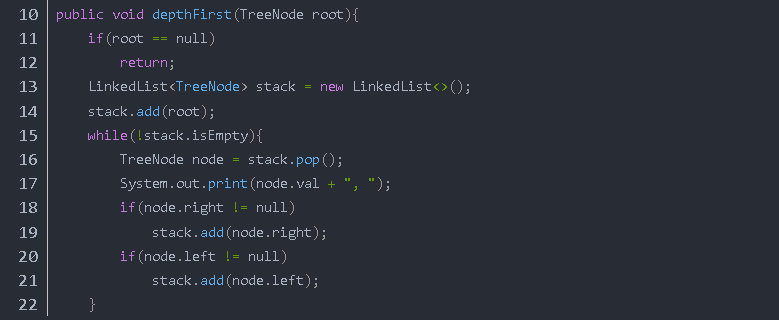 10 public void depthFirst(TreeNode root){
11 if(root == null)
12 return;
13 LinkedList<TreeNode> stack = new LinkedList<>();
14 stack.add(root);
15 while(!stack.isEmpty){
16 TreeNode node = stack.pop();
17 System.out.print(node.val + ", ");
18 if(node.right != null)
19 stack.add(node.right);
20 if(node.left != null)
21 stack.add(node.left);
22 }